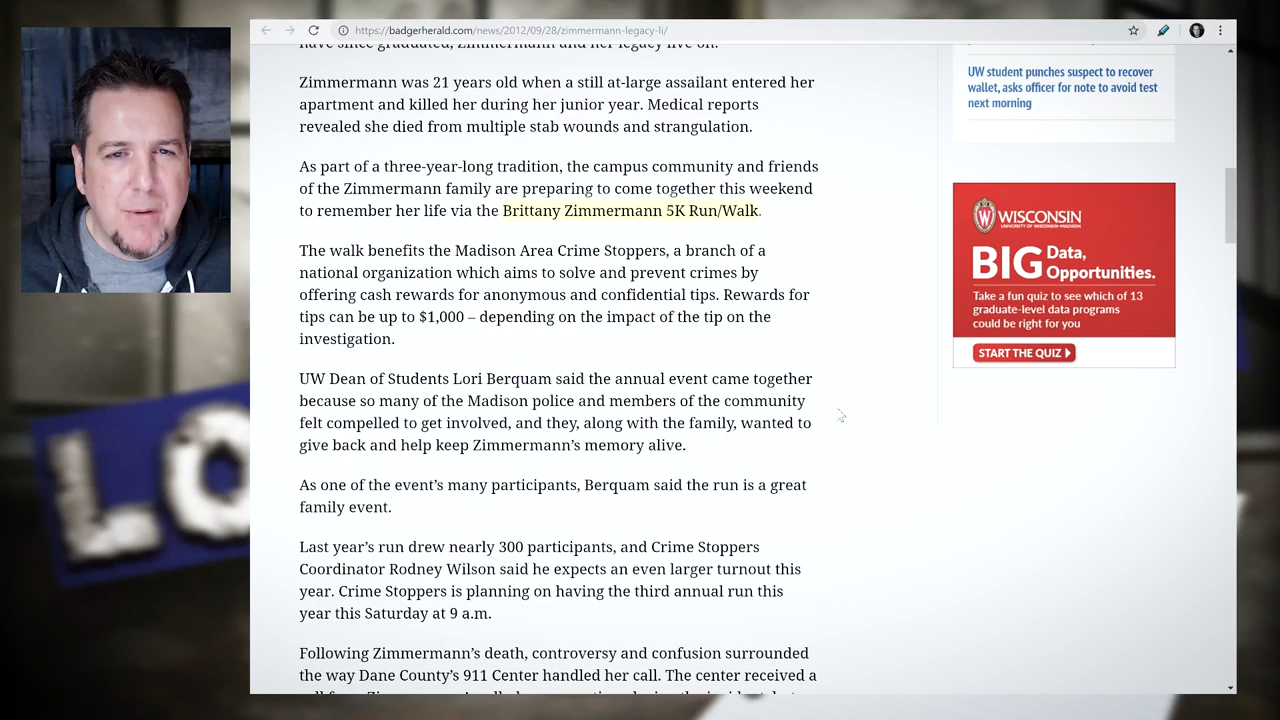 https://badgerherald.com/news/2012/09/28/zimmermann-legacy-li/
have since graduated, Zimmermann and her legacy live on.
Zimmermann was 21 years old when a still at-large assailant entered her
apartment and killed her during her junior year. Medical reports
revealed she died from multiple stab wounds and strangulation.
As part of a three-year-long tradition, the campus community and friends
of the Zimmermann family are preparing to come together this weekend
to remember her life via the Brittany Zimmermann 5K Run/Walk.
The walk benefits the Madison Area Crime Stoppers, a branch of a
national organization which aims to solve and prevent crimes by
offering cash rewards for anonymous and confidential tips. Rewards for
tips can be up to $1,000 – depending on the impact of the tip on the
investigation.
UW Dean of Students Lori Berquam said the annual event came together
because so many of the Madison police and members of the community
felt compelled to get involved, and they, along with the family, wanted to
give back and help keep Zimmermann’s memory alive.
As one of the event’s many participants, Berquam said the run is a great
family event.
Last year’s run drew nearly 300 participants, and Crime Stoppers
Coordinator Rodney Wilson said he expects an even larger turnout this
year. Crime Stoppers is planning on having the third annual run this
year this Saturday at 9 a.m.
Following Zimmermann’s death, controversy and confusion surrounded
the way Dane County’s 911 Center handled her call. The center received a
UW student punches suspect to recover
wallet, asks officer for note to avoid test
next morning
W WISCONSIN
UNIVERSITY OF WISCONSIN–MADISON
BIG Data,
Opportunities.
Take a fun quiz to see which of 13
graduate-level data programs
could be right for you
START THE QUIZ
LO